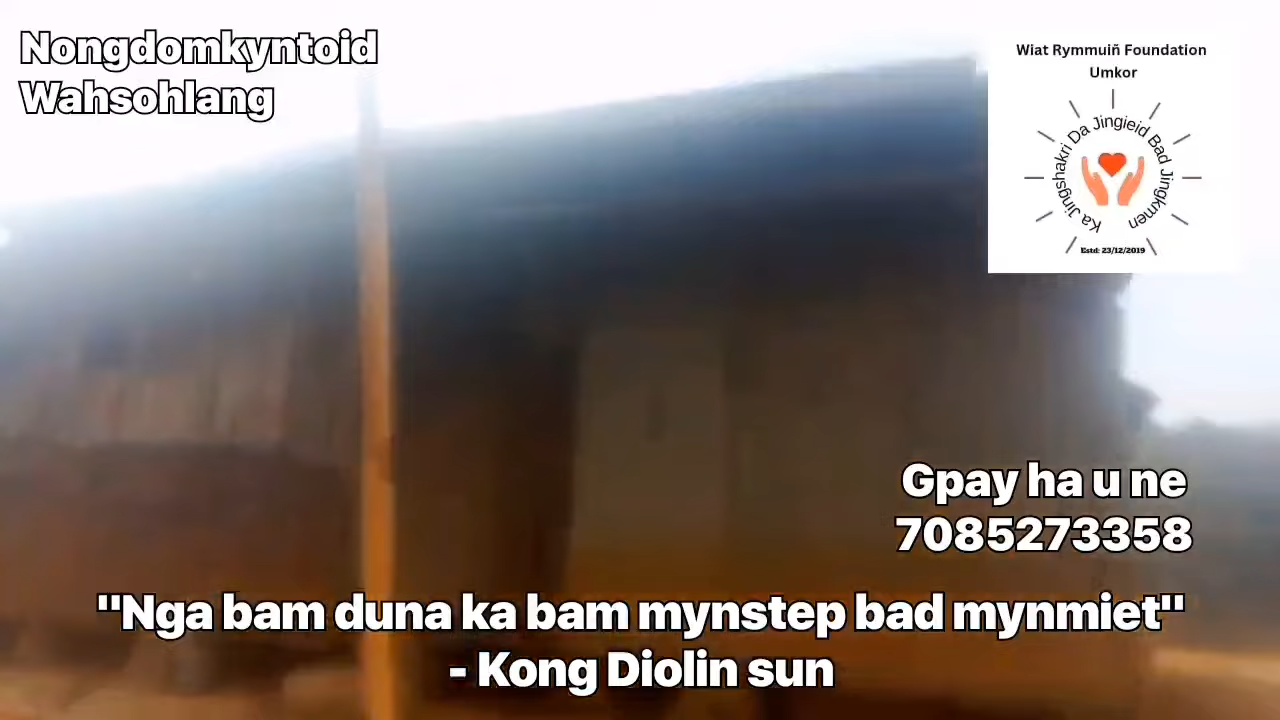 Nongdomkyntoid
Wahsohlang
Wiat Rymmuiñ Foundation
Umkor
Ka Jingshakri Da Jingieid Bad Jingkmen
Estd: 23/12/2019
Gpay ha u ne
7085273358
"Nga bam duna ka bam mynstep bad mynmiet"
- Kong Diolin sun